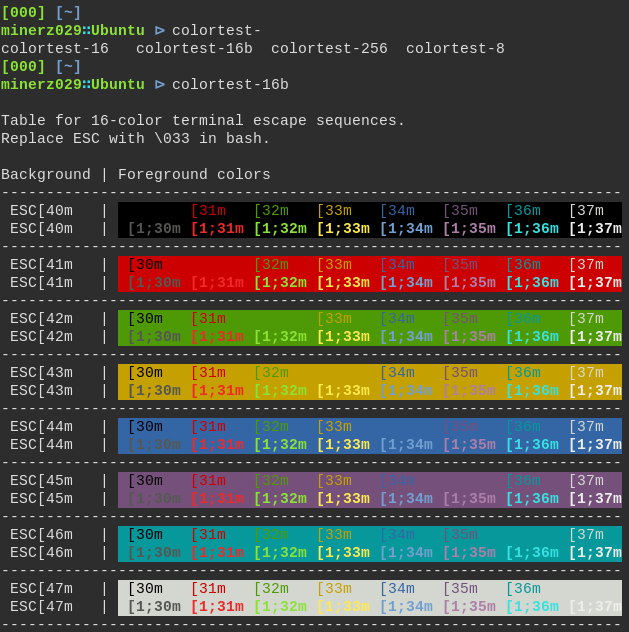 [000] [~]
minerz029∷Ubuntu ⊳ colortest-
colortest-16   colortest-16b  colortest-256  colortest-8
[000] [~]
minerz029∷Ubuntu ⊳ colortest-16b

Table for 16-color terminal escape sequences.
Replace ESC with \033 in bash.

Background | Foreground colors
---------------------------------------------------------------------
 ESC[40m   |         [31m   [32m   [33m   [34m   [35m   [36m   [37m
 ESC[40m   |  [1;30m [1;31m [1;32m [1;33m [1;34m [1;35m [1;36m [1;37m
---------------------------------------------------------------------
 ESC[41m   |  [30m          [32m   [33m   [34m   [35m   [36m   [37m
 ESC[41m   |  [1;30m [1;31m [1;32m [1;33m [1;34m [1;35m [1;36m [1;37m
---------------------------------------------------------------------
 ESC[42m   |  [30m   [31m          [33m   [34m   [35m   [36m   [37m
 ESC[42m   |  [1;30m [1;31m [1;32m [1;33m [1;34m [1;35m [1;36m [1;37m
---------------------------------------------------------------------
 ESC[43m   |  [30m   [31m   [32m          [34m   [35m   [36m   [37m
 ESC[43m   |  [1;30m [1;31m [1;32m [1;33m [1;34m [1;35m [1;36m [1;37m
---------------------------------------------------------------------
 ESC[44m   |  [30m   [31m   [32m   [33m          [35m   [36m   [37m
 ESC[44m   |  [1;30m [1;31m [1;32m [1;33m [1;34m [1;35m [1;36m [1;37m
---------------------------------------------------------------------
 ESC[45m   |  [30m   [31m   [32m   [33m   [34m          [36m   [37m
 ESC[45m   |  [1;30m [1;31m [1;32m [1;33m [1;34m [1;35m [1;36m [1;37m
---------------------------------------------------------------------
 ESC[46m   |  [30m   [31m   [32m   [33m   [34m   [35m          [37m
 ESC[46m   |  [1;30m [1;31m [1;32m [1;33m [1;34m [1;35m [1;36m [1;37m
---------------------------------------------------------------------
 ESC[47m   |  [30m   [31m   [32m   [33m   [34m   [35m   [36m
 ESC[47m   |  [1;30m [1;31m [1;32m [1;33m [1;34m [1;35m [1;36m [1;37m
---------------------------------------------------------------------